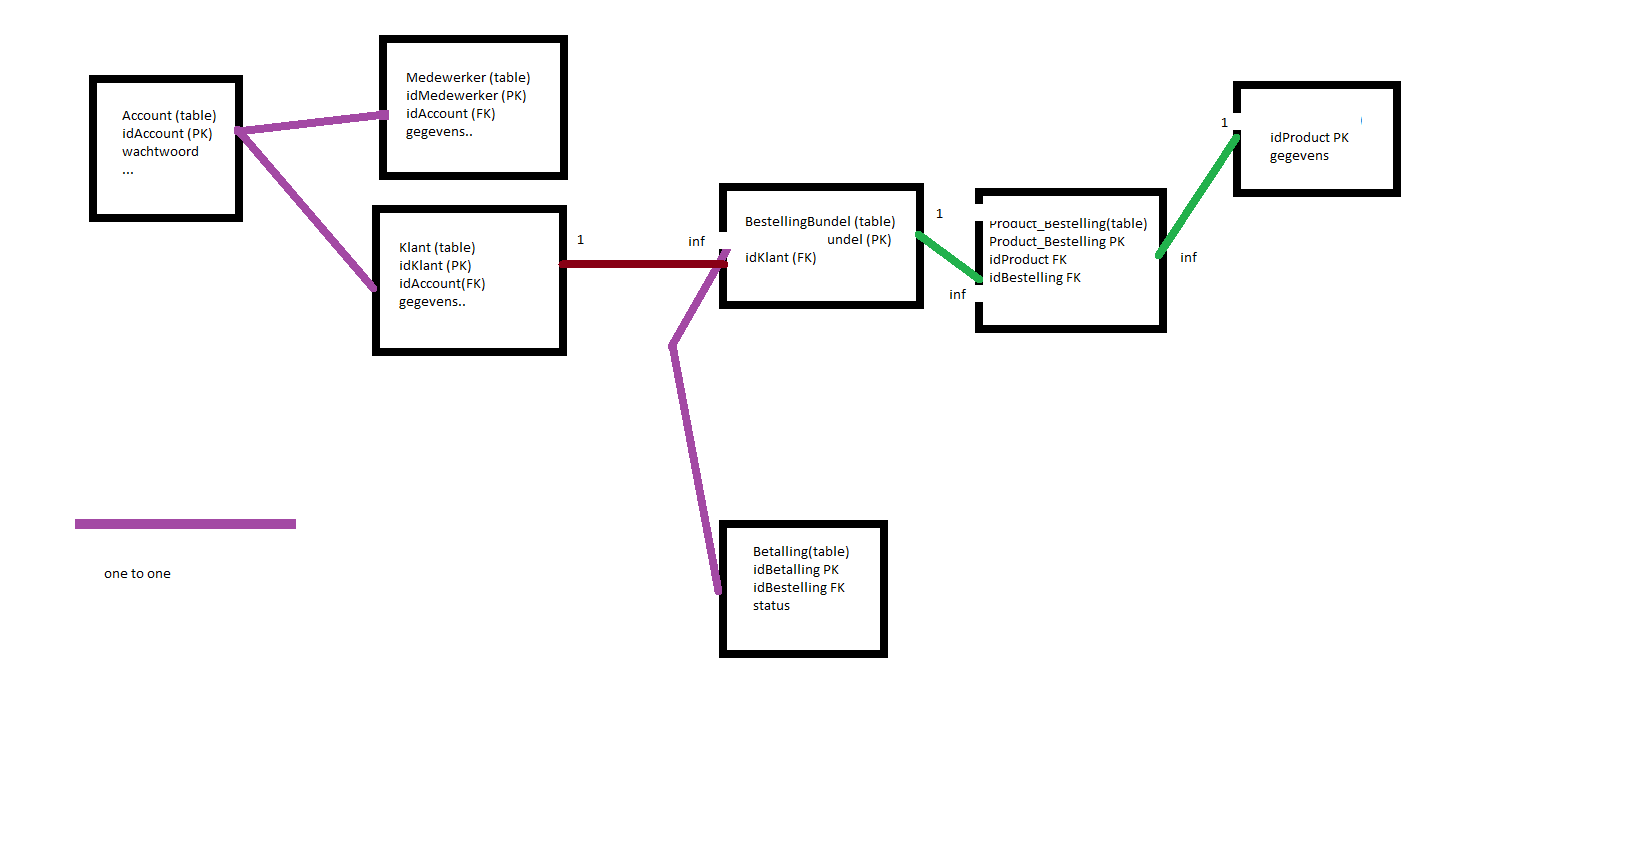 Account (table)
idAccount (PK)
wachtwoord
...
Medewerker (table)
idMedewerker (PK)
idAccount (FK)
gegevens..
Klant (table)
idKlant (PK)
idAccount(FK)
gegevens..
1
inf
BestellingBundel (table)
undel (PK)
idKlant (FK)
1
inf
Product_Bestelling(table)
Product_Bestelling PK
idProduct FK
idBestelling FK
inf
1
idProduct PK
gegevens
Betalling(table)
idBetalling PK
idBestelling FK
status
one to one